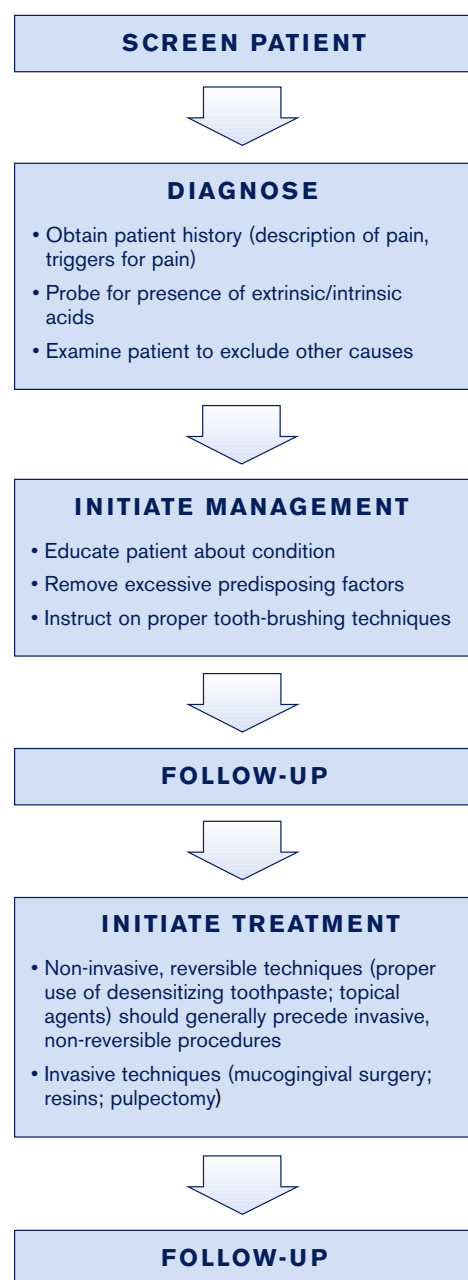 SCREEN PATIENT
DIAGNOSE
• Obtain patient history (description of pain,
triggers for pain)
• Probe for presence of extrinsic/intrinsic
acids
• Examine patient to exclude other causes
INITIATE MANAGEMENT
• Educate patient about condition
• Remove excessive predisposing factors
• Instruct on proper tooth-brushing techniques
FOLLOW-UP
INITIATE TREATMENT
• Non-invasive, reversible techniques (proper
use of desensitizing toothpaste; topical
agents) should generally precede invasive,
non-reversible procedures
• Invasive techniques (mucogingival surgery;
resins; pulpectomy)
FOLLOW-UP